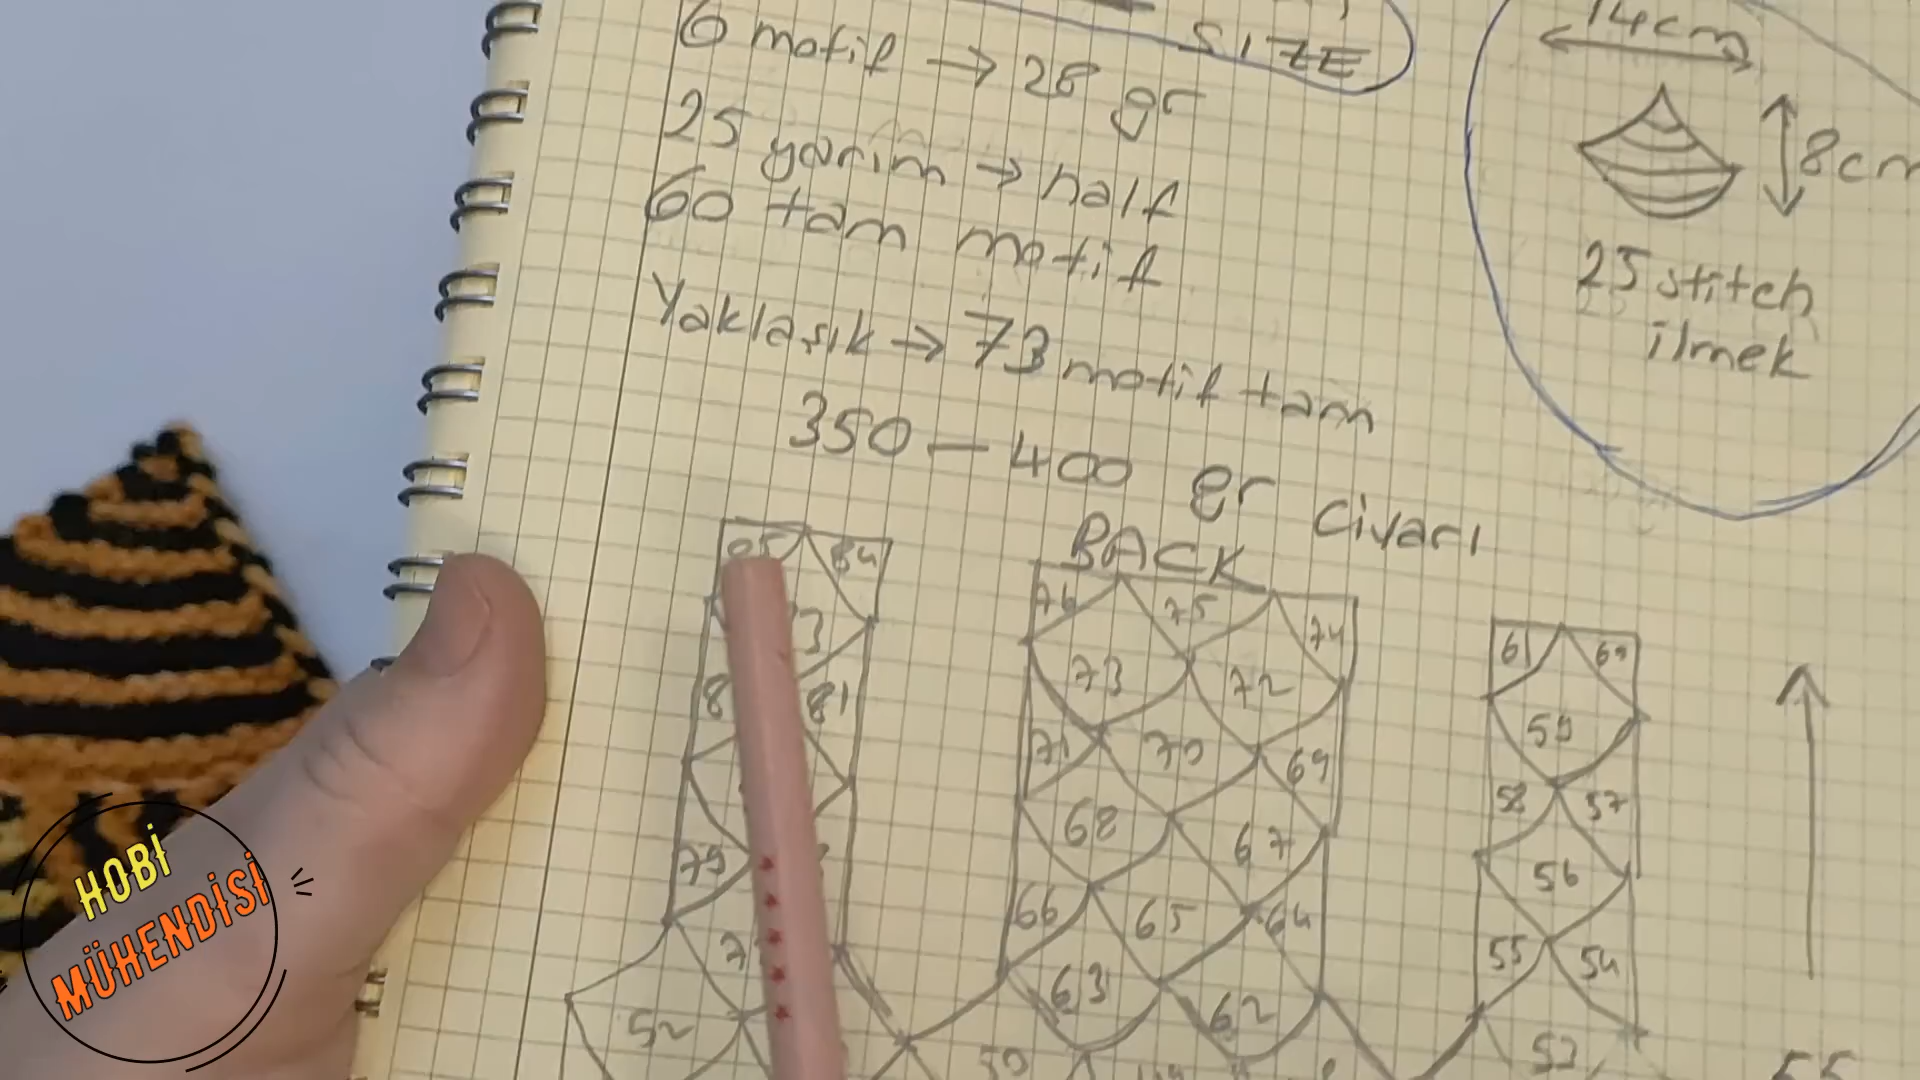 SIZE
6 motif → 28 gr
25 yarım → half
60 tam motif
Yaklaşık → 73 motif tam
350 – 400 gr civarı
14cm
8cm
25 stitch
ilmek
BACK
85 84
81
79
52
76 75 74
73 72
71 70 69
68 67
66 65 64
63 62
50
61 60
59
58 57
56
55 54
53
55
HOBİ
MÜHENDİSİ